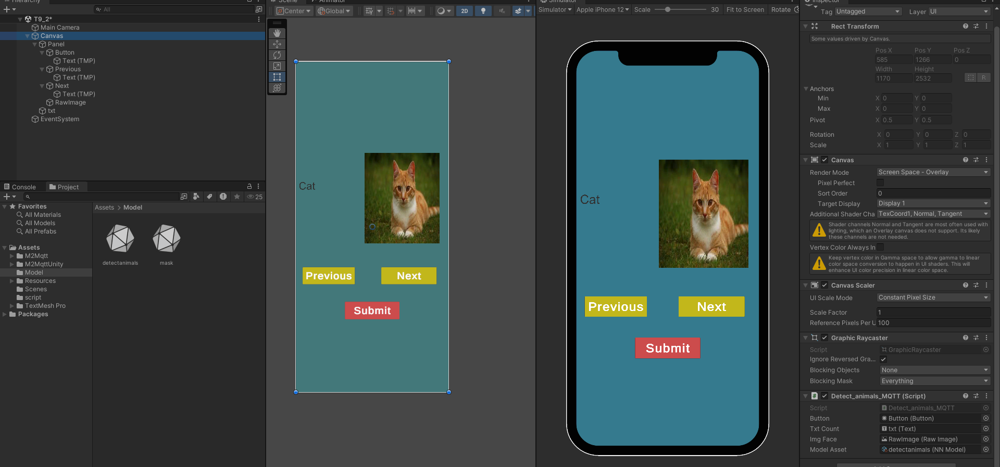 Hierarchy
All
T9_2*
Main Camera
Canvas
Panel
Button
Text (TMP)
Previous
Text (TMP)
Next
Text (TMP)
RawImage
txt
EventSystem
Console
Project
25
Favorites
All Materials
All Models
All Prefabs
Assets
M2Mqtt
M2MqttUnity
Model
Resources
Scenes
script
TextMesh Pro
Packages
Assets > Model
detectanimals
mask
Scene
Animator
Center
Global
2D
Cat
Previous
Next
Submit
Simulator
Simulator
Apple iPhone 12
Scale
30
Fit to Screen
Rotate
Cat
Previous
Next
Submit
Inspector
Tag Untagged
Layer UI
Rect Transform
Some values driven by Canvas.
Pos X Pos Y Pos Z
585 1266 0
Width Height
1170 2532
R
Anchors
Min X 0 Y 0
Max X 0 Y 0
Pivot X 0.5 Y 0.5
Rotation X 0 Y 0 Z 0
Scale X 1 Y 1 Z 1
Canvas
Render Mode Screen Space - Overlay
Pixel Perfect
Sort Order 0
Target Display Display 1
Additional Shader Cha TexCoord1, Normal, Tangent
Shader channels Normal and Tangent are most often used with
lighting, which an Overlay canvas does not support. Its likely
these channels are not needed.
Vertex Color Always In
Keep vertex color in Gamma space to allow gamma to linear
color space conversion to happen in UI shaders. This will
enhance UI color precision in linear color space.
Canvas Scaler
UI Scale Mode Constant Pixel Size
Scale Factor 1
Reference Pixels Per U 100
Graphic Raycaster
Script GraphicRaycaster
Ignore Reversed Gra...
Blocking Objects None
Blocking Mask Everything
# Detect_animals_MQTT (Script)
Script Detect_animals_MQTT
Button Button (Button)
Txt Count txt (Text)
Img Face RawImage (Raw Image)
Model Asset detectanimals (NN Model)